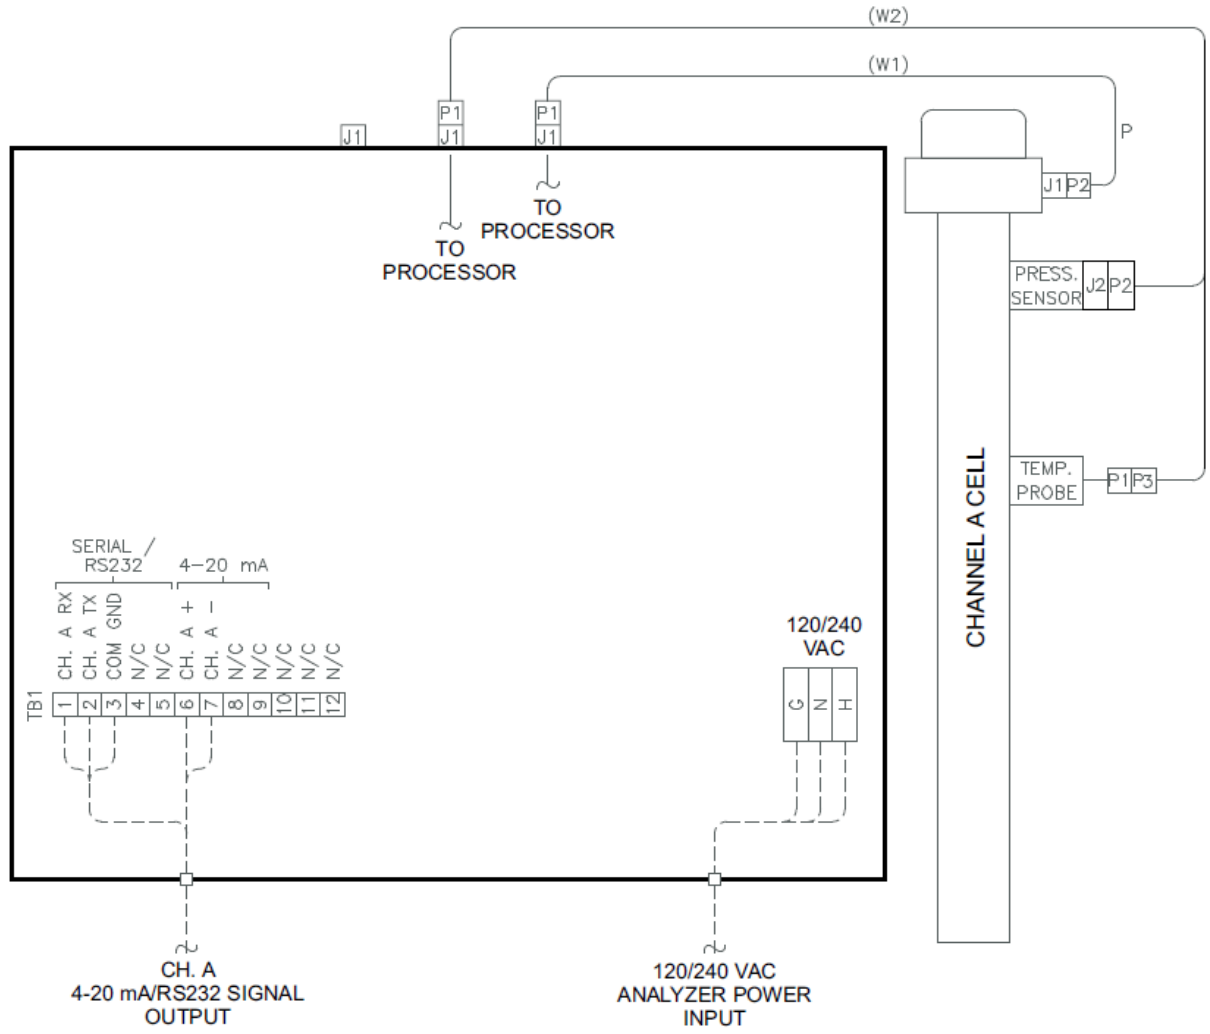 (W2)
(W1)
P1
P1
J1
J1
J1
P
J1 P2
TO
PROCESSOR
TO
PROCESSOR
PRESS.
SENSOR
J2 P2
TEMP.
PROBE
P1 P3
CHANNEL A CELL
SERIAL /
RS232
4-20 mA
CH. A RX
CH. A TX
COM GND
N/C
N/C
CH. A +
CH. A -
N/C
N/C
N/C
N/C
N/C
TB1
1 2 3 4 5 6 7 8 9 10 11 12
120/240
VAC
G N H
CH. A
4-20 mA/RS232 SIGNAL
OUTPUT
120/240 VAC
ANALYZER POWER
INPUT